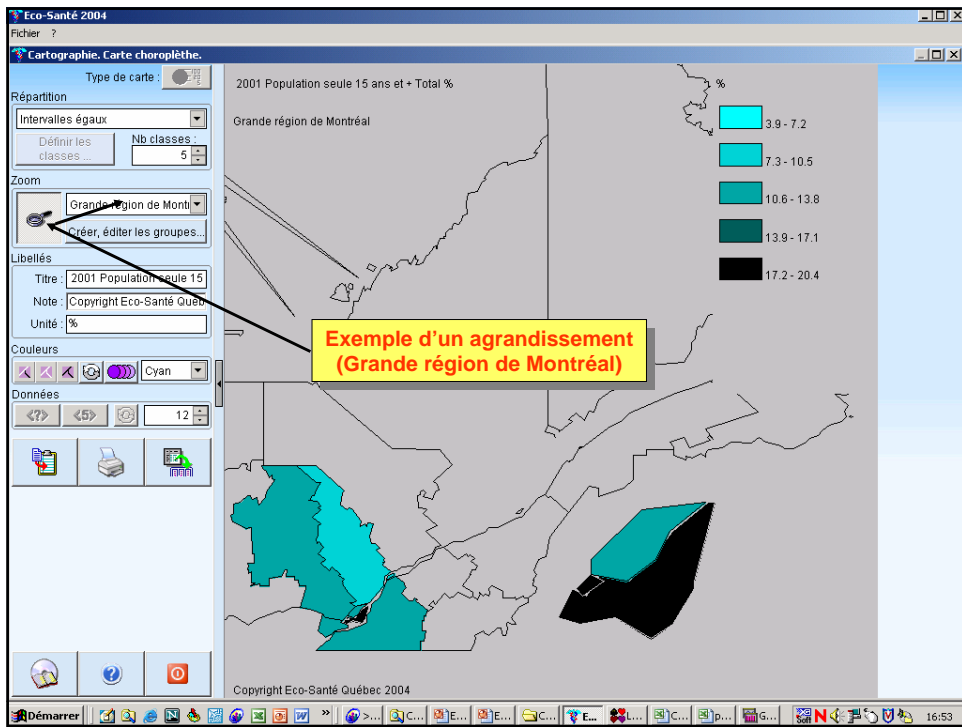 Eco-Santé 2004
Fichier ?
Cartographie. Carte choroplèthe.
Type de carte :
Répartition
Intervalles égaux
Définir les classes ...
Nb classes :
5
Zoom
Grande région de Montr
Créer, éditer les groupes...
Libellés
Titre : 2001 Population seule 15
Note : Copyright Eco-Santé Québ
Unité : %
Couleurs
Cyan
Données
<?> <5> 12
2001 Population seule 15 ans et + Total %
Grande région de Montréal
%
3.9 - 7.2
7.3 - 10.5
10.6 - 13.8
13.9 - 17.1
17.2 - 20.4
Exemple d'un agrandissement
(Grande région de Montréal)
Copyright Eco-Santé Québec 2004
Démarrer » >... C... E... E... C... E... L... C... p... G... 16:53